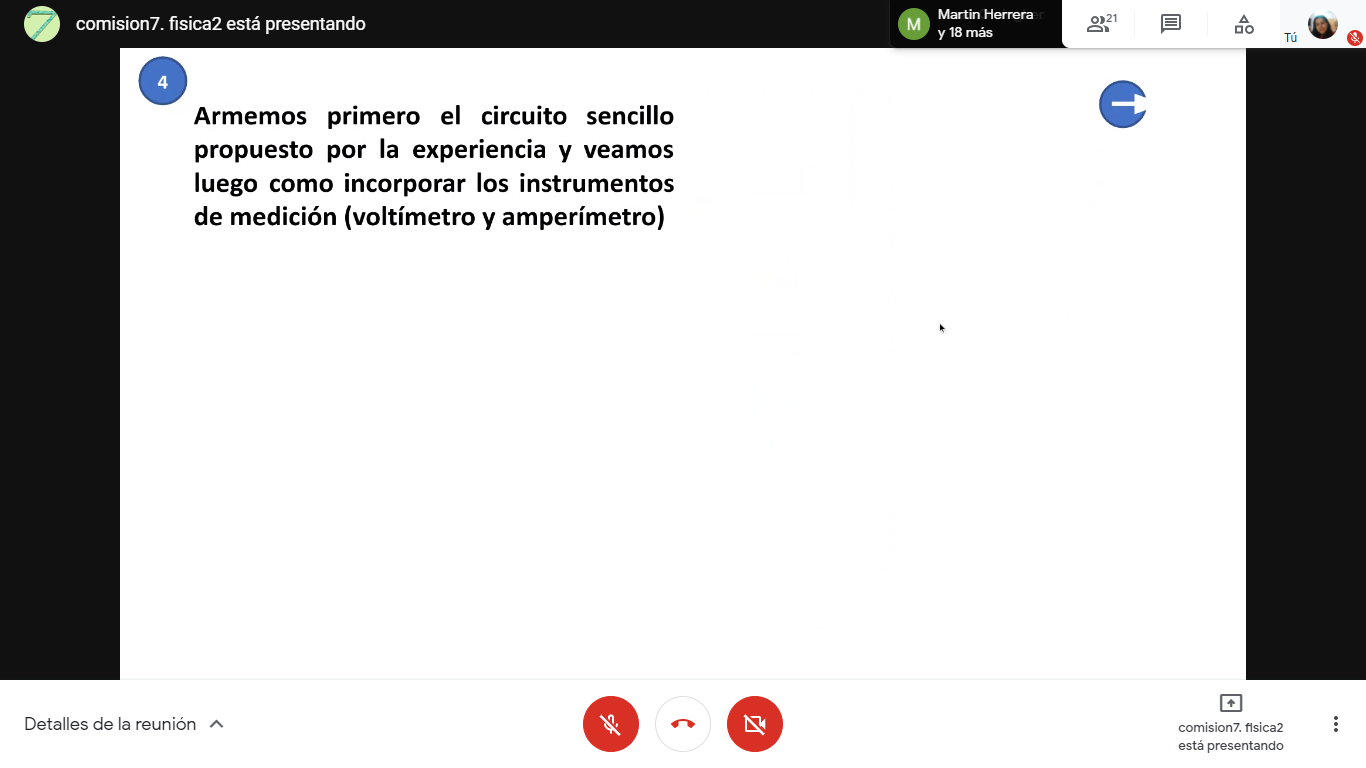 comision7. fisica2 está presentando
M
Martin Herrera
y 18 más
21
Tú
4
Armemos primero el circuito sencillo
propuesto por la experiencia y veamos
luego como incorporar los instrumentos
de medición (voltímetro y amperímetro)
Detalles de la reunión
comision7. fisica2
está presentando